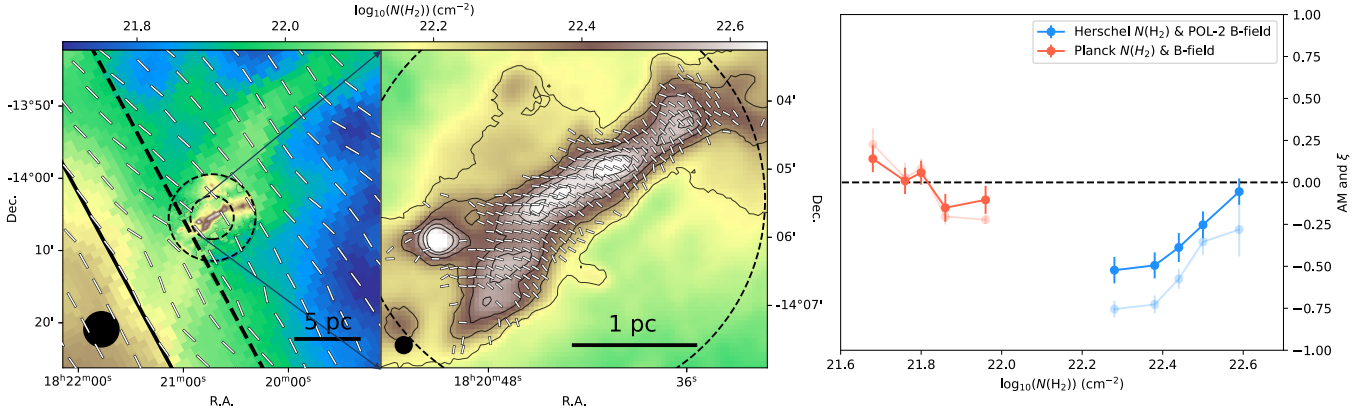 log₁₀(N(H₂)) (cm⁻²)
21.8
22.0
22.2
22.4
22.6
Dec.
-13°50'
-14°00'
10'
20'
5 pc
18ʰ22ᵐ00ˢ
21ᵐ00ˢ
20ᵐ00ˢ
R.A.
1 pc
04'
05'
06'
-14°07'
Dec.
18ʰ20ᵐ48ˢ
36ˢ
R.A.
Herschel N(H₂) & POL-2 B-field
Planck N(H₂) & B-field
1.00
0.75
0.50
0.25
0.00
−0.25
−0.50
−0.75
−1.00
AM and ξ
21.6
21.8
22.0
22.2
22.4
22.6
log₁₀(N(H₂)) (cm⁻²)